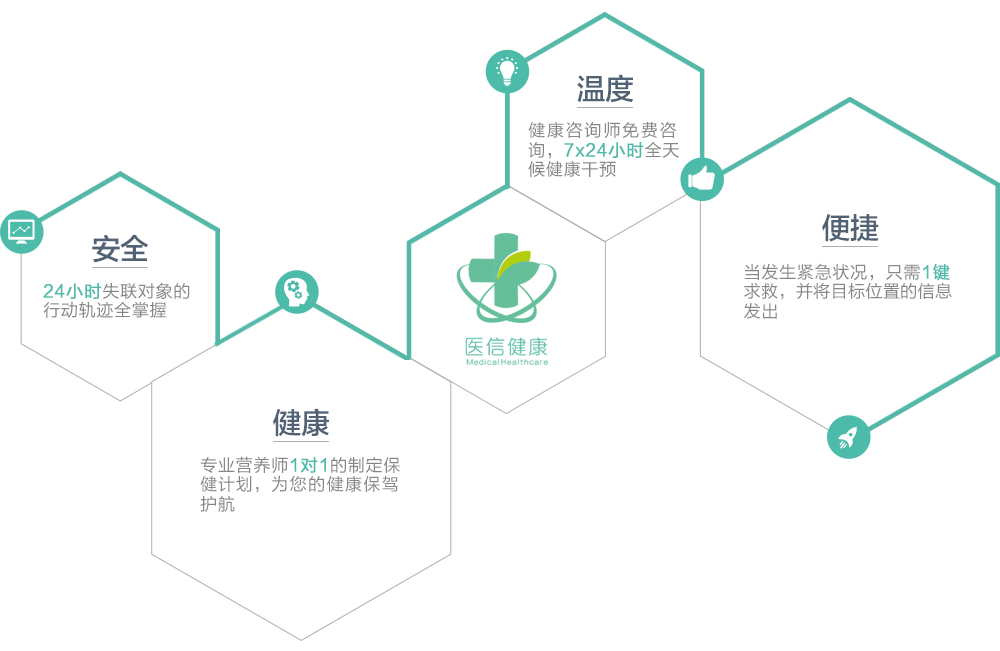 温度
健康咨询师免费咨
询，7x24小时全天
候健康干预
便捷
当发生紧急状况，只需1键
求救，并将目标位置的信息
发出
安全
24小时失联对象的
行动轨迹全掌握
医信健康
Medical Healthcare
健康
专业营养师1对1的制定保
健计划，为您的健康保驾
护航